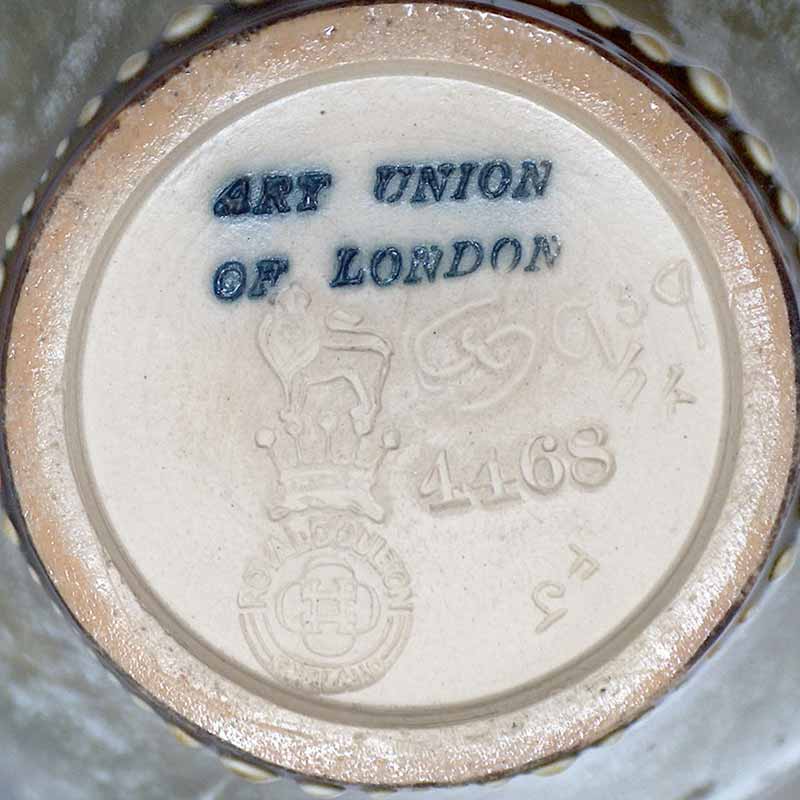 ART UNION
OF LONDON
4468
ROYAL DOULTON
ENGLAND